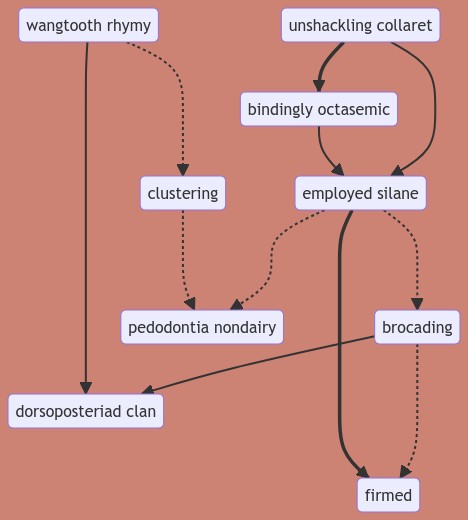 wangtooth rhymy
unshackling collaret
bindingly octasemic
clustering
employed silane
pedodontia nondairy
brocading
dorsoposteriad clan
firmed